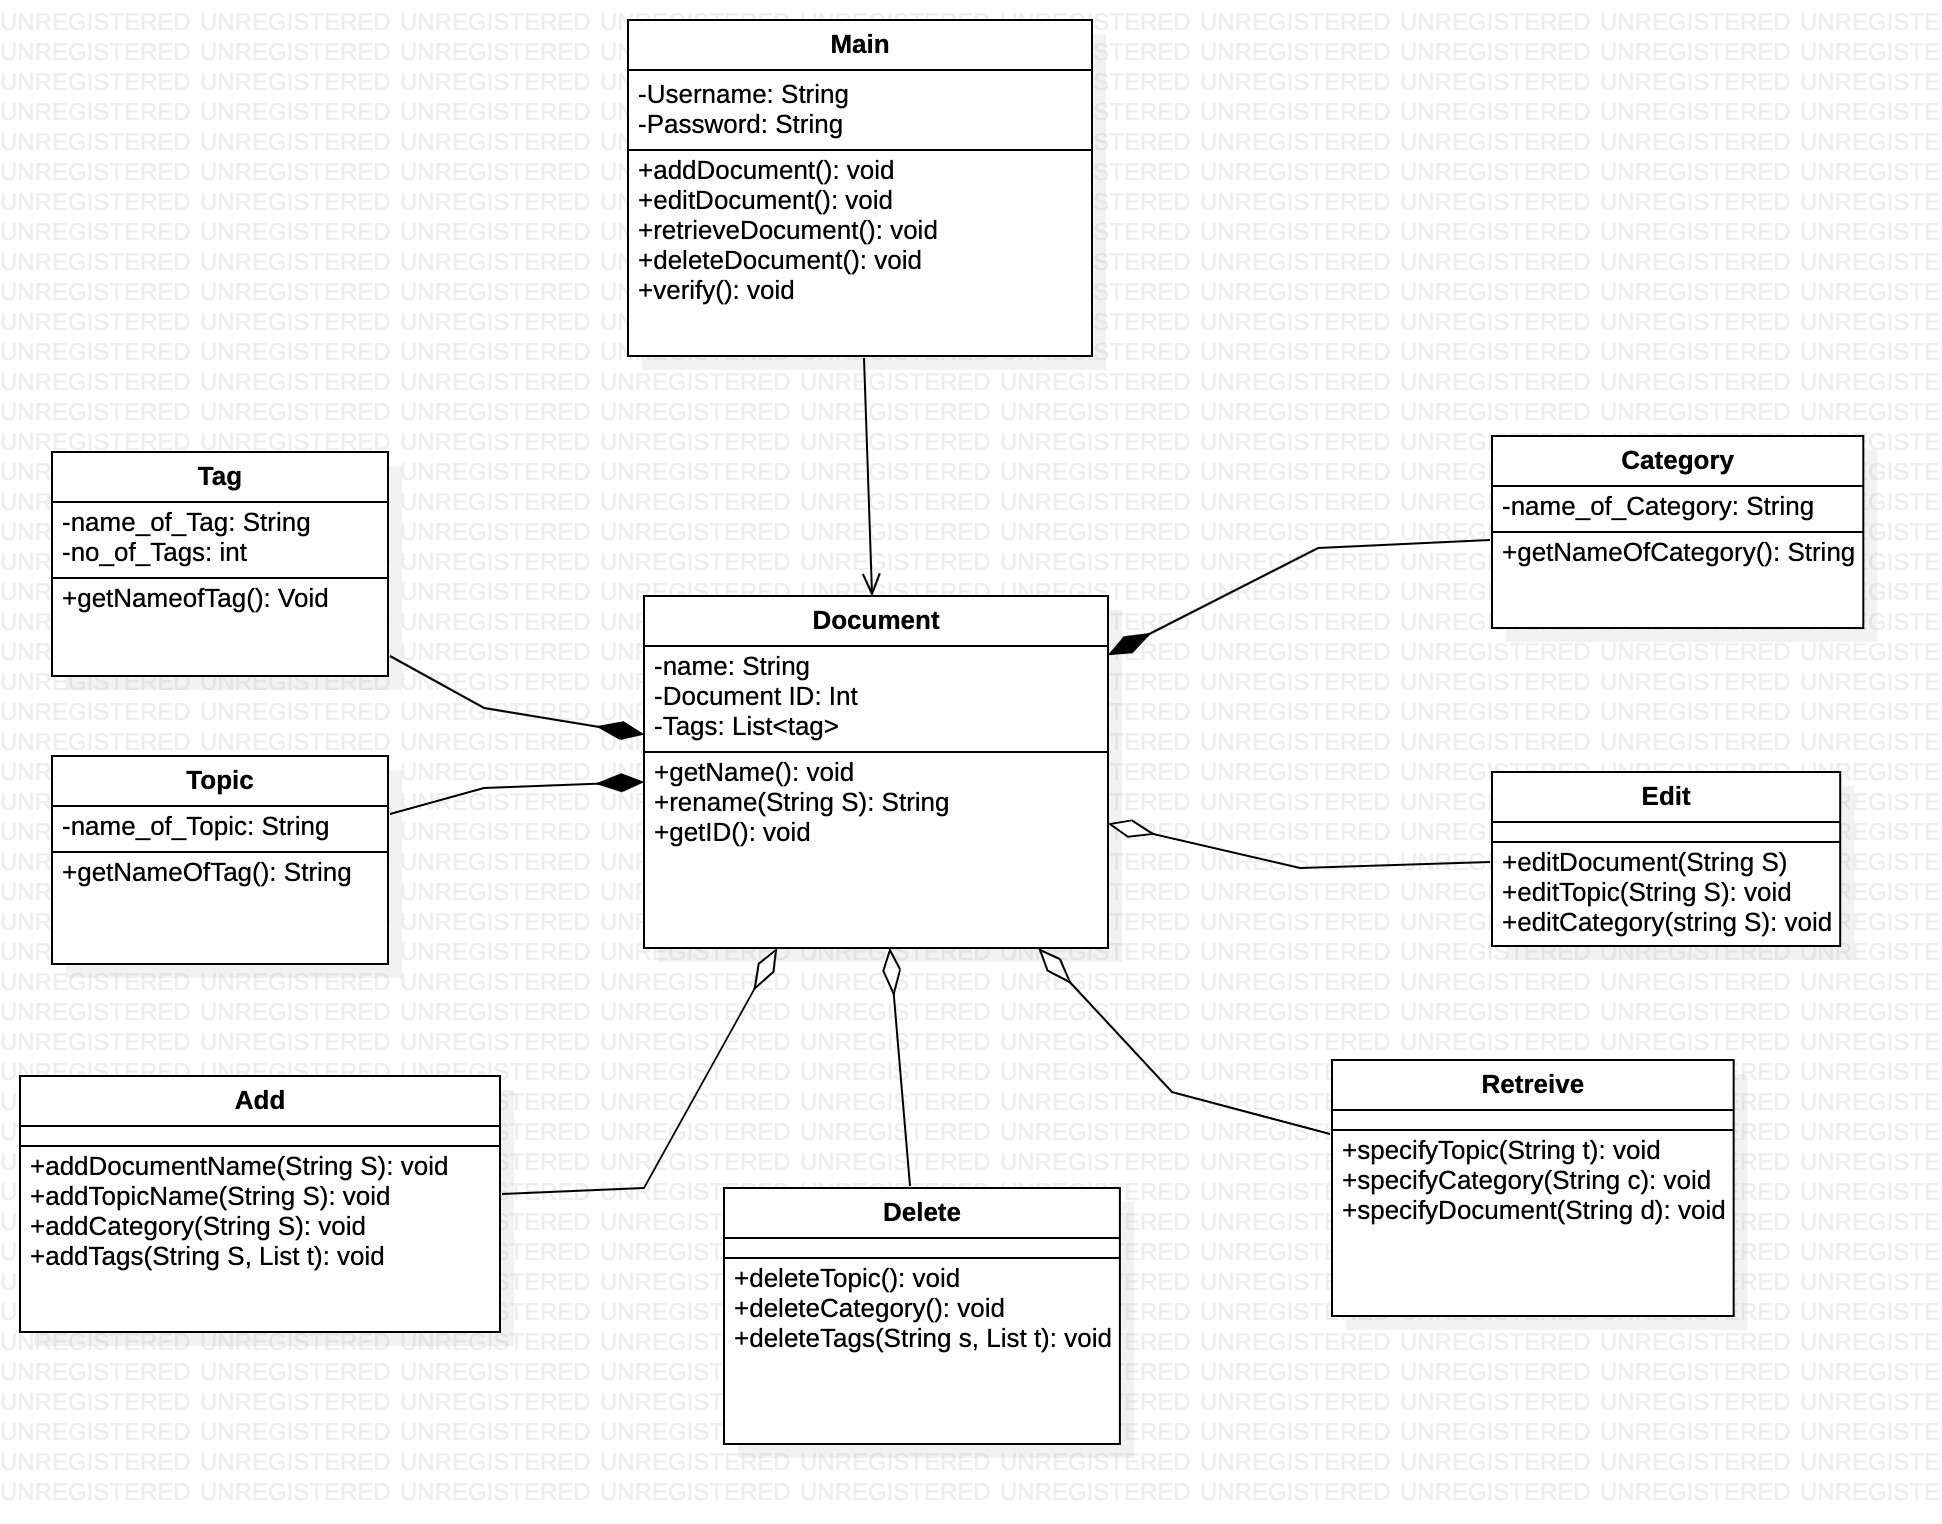 Main
-Username: String
-Password: String
+addDocument(): void
+editDocument(): void
+retrieveDocument(): void
+deleteDocument(): void
+verify(): void
Tag
-name_of_Tag: String
-no_of_Tags: int
+getNameofTag(): Void
Category
-name_of_Category: String
+getNameOfCategory(): String
Document
-name: String
-Document ID: Int
-Tags: List<tag>
+getName(): void
+rename(String S): String
+getID(): void
Topic
-name_of_Topic: String
+getNameOfTag(): String
Edit
+editDocument(String S)
+editTopic(String S): void
+editCategory(string S): void
Add
+addDocumentName(String S): void
+addTopicName(String S): void
+addCategory(String S): void
+addTags(String S, List t): void
Delete
+deleteTopic(): void
+deleteCategory(): void
+deleteTags(String s, List t): void
Retreive
+specifyTopic(String t): void
+specifyCategory(String c): void
+specifyDocument(String d): void
UNREGISTERED